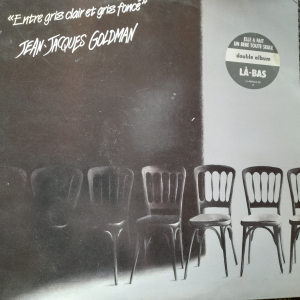 “Entre gris clair et gris foncé”
JEAN-JACQUES GOLDMAN
ELLE A FAIT
UN BÉBÉ TOUTE SEULE
double album
LÀ-BAS